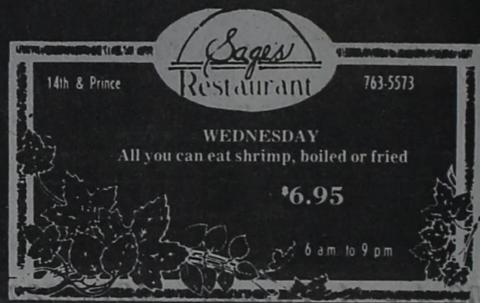 Sage's
Restaurant
14th & Prince
763-5573
WEDNESDAY
All you can eat shrimp, boiled or fried
$6.95
6 am to 9 pm